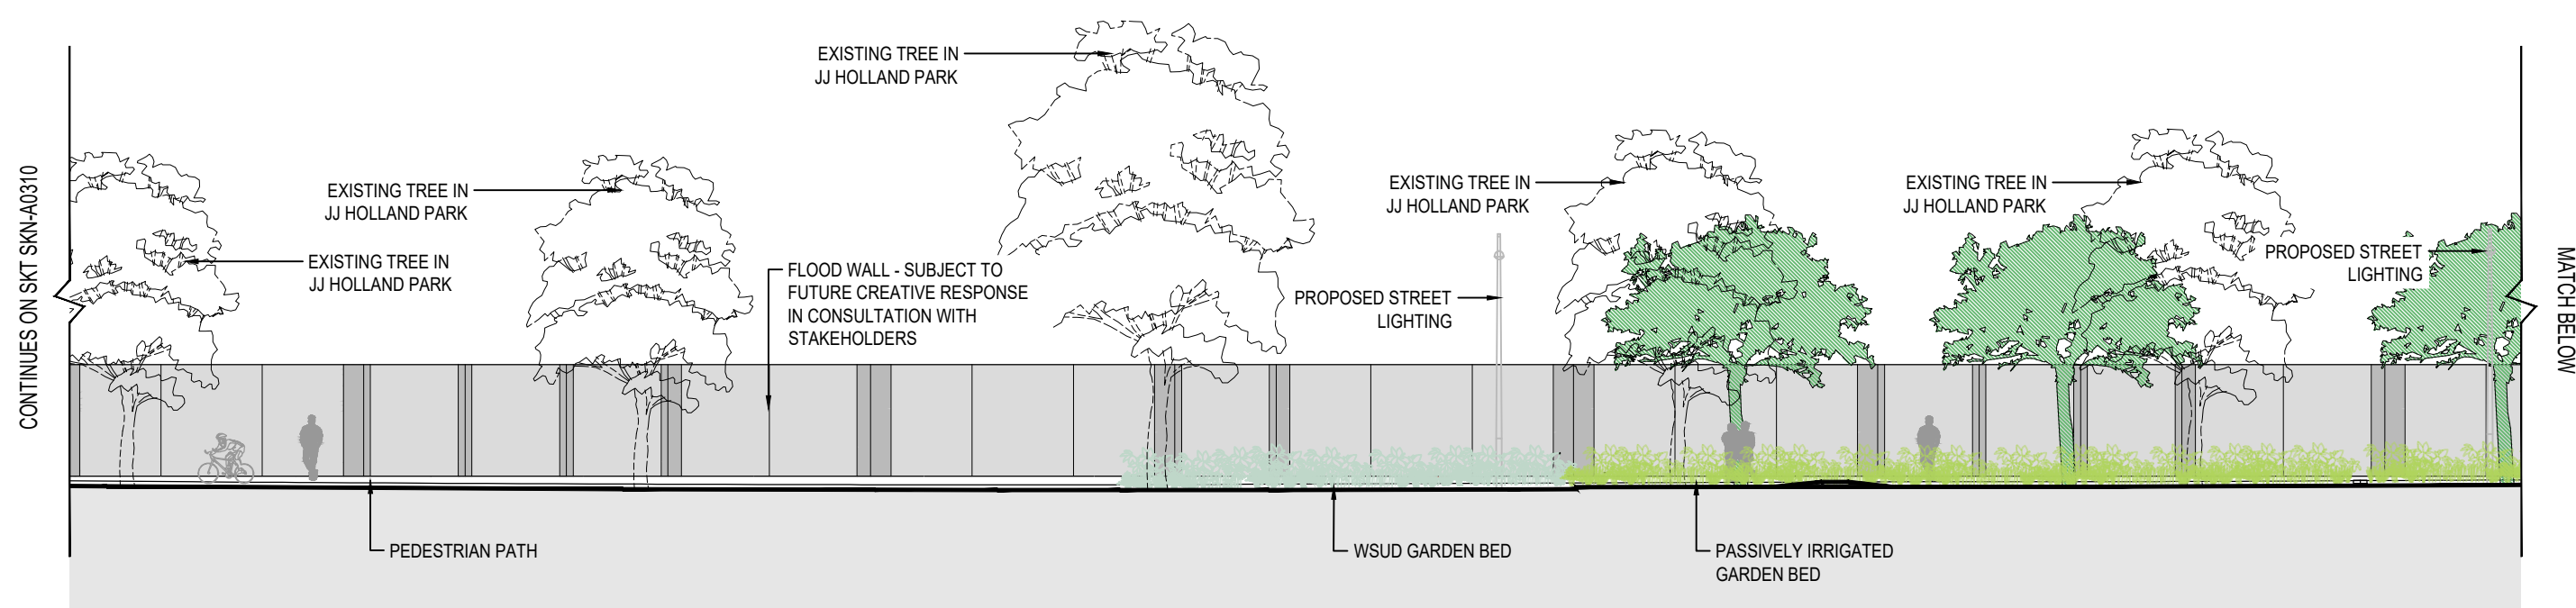 EXISTING TREE IN
JJ HOLLAND PARK
EXISTING TREE IN
JJ HOLLAND PARK
EXISTING TREE IN
JJ HOLLAND PARK
EXISTING TREE IN
JJ HOLLAND PARK
EXISTING TREE IN
JJ HOLLAND PARK
CONTINUES ON SKT SKN-A0310
FLOOD WALL - SUBJECT TO
FUTURE CREATIVE RESPONSE
IN CONSULTATION WITH
STAKEHOLDERS
PROPOSED STREET
LIGHTING
PROPOSED STREET
LIGHTING
MATCH BELOW
PEDESTRIAN PATH
WSUD GARDEN BED
PASSIVELY IRRIGATED
GARDEN BED